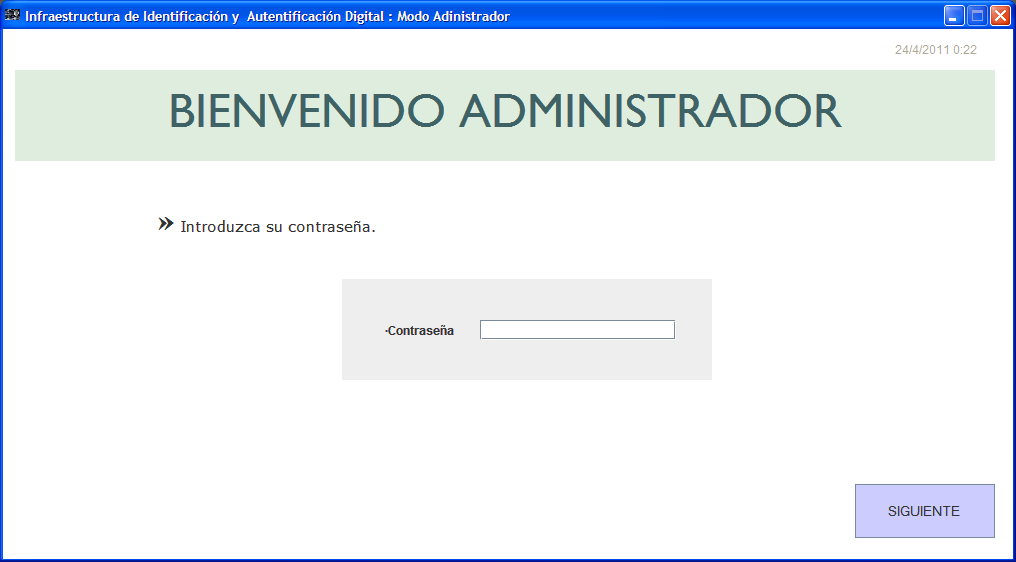 Infraestructura de Identificación y  Autentificación Digital : Modo Adinistrador
24/4/2011 0:22
BIENVENIDO ADMINISTRADOR
» Introduzca su contraseña.
·Contraseña
SIGUIENTE